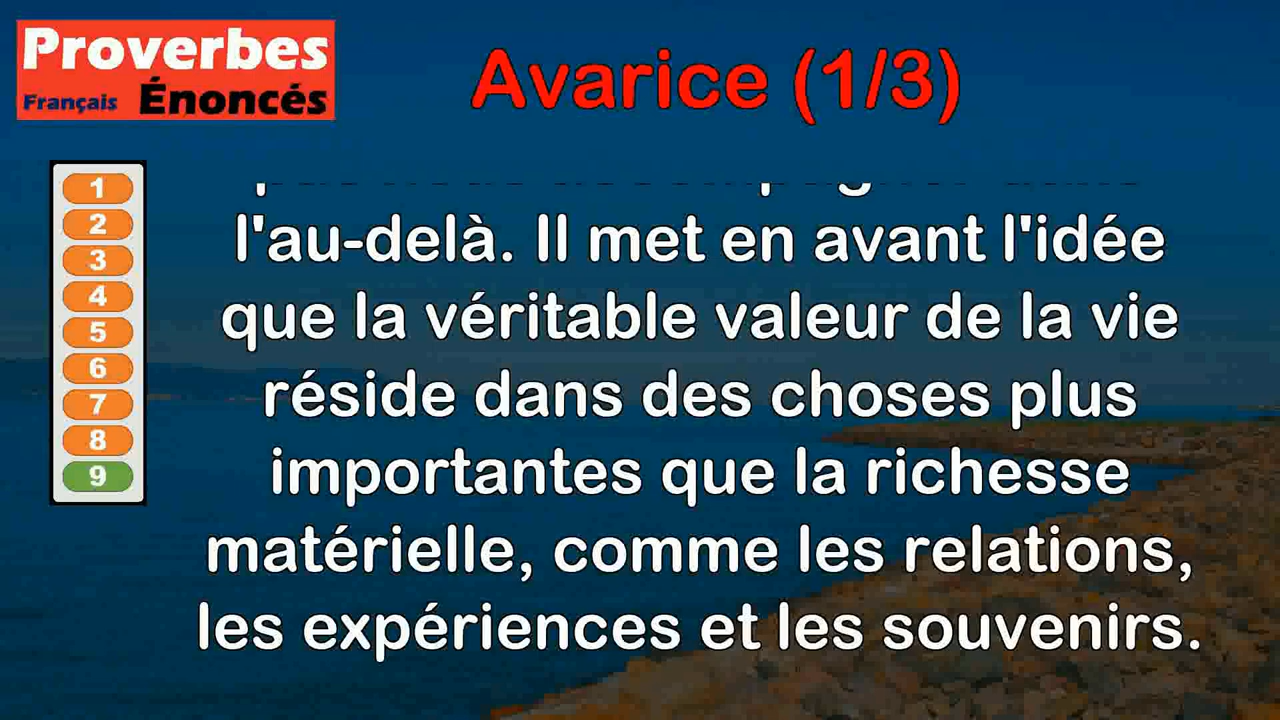 Proverbes
Français Énoncés
Avarice (1/3)
1
2
3
4
5
6
7
8
9
l'au-delà. Il met en avant l'idée
que la véritable valeur de la vie
réside dans des choses plus
importantes que la richesse
matérielle, comme les relations,
les expériences et les souvenirs.